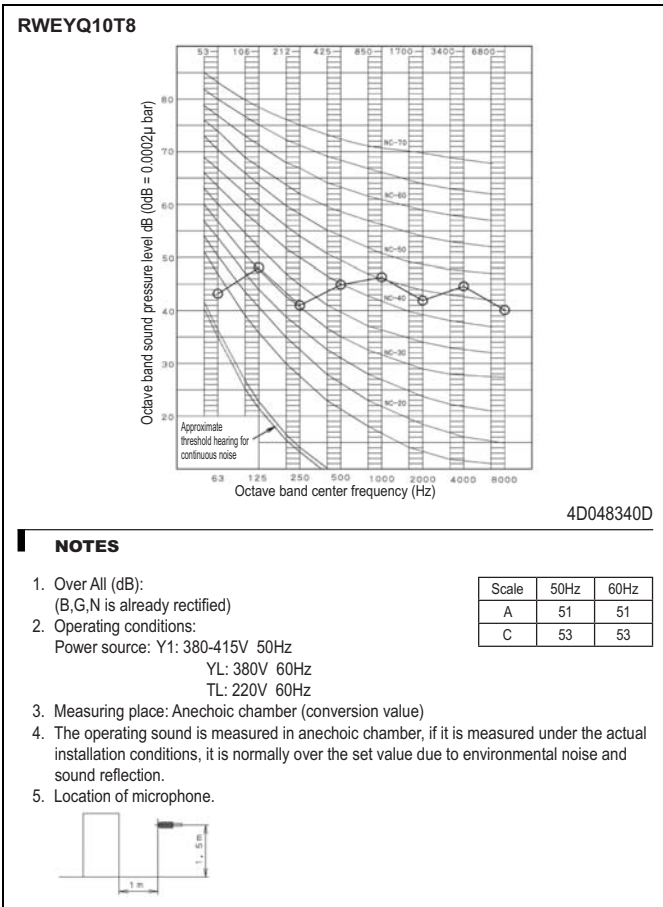 RWEYQ10T8
53 106 212 425 850 1700 3400 6800
Octave band sound pressure level dB (0dB = 0.0002μ bar)
80
70
60
50
40
30
20
NC-70
NC-60
NC-50
NC-40
NC-30
NC-20
Approximate
threshold hearing for
continuous noise
63 125 250 500 1000 2000 4000 8000
Octave band center frequency (Hz)
4D048340D
NOTES
1. Over All (dB):
(B,G,N is already rectified)
Scale 50Hz 60Hz
A 51 51
C 53 53
2. Operating conditions:
Power source: Y1: 380-415V 50Hz
YL: 380V 60Hz
TL: 220V 60Hz
3. Measuring place: Anechoic chamber (conversion value)
4. The operating sound is measured in anechoic chamber, if it is measured under the actual
installation conditions, it is normally over the set value due to environmental noise and
sound reflection.
5. Location of microphone.
1 m
1, 5m